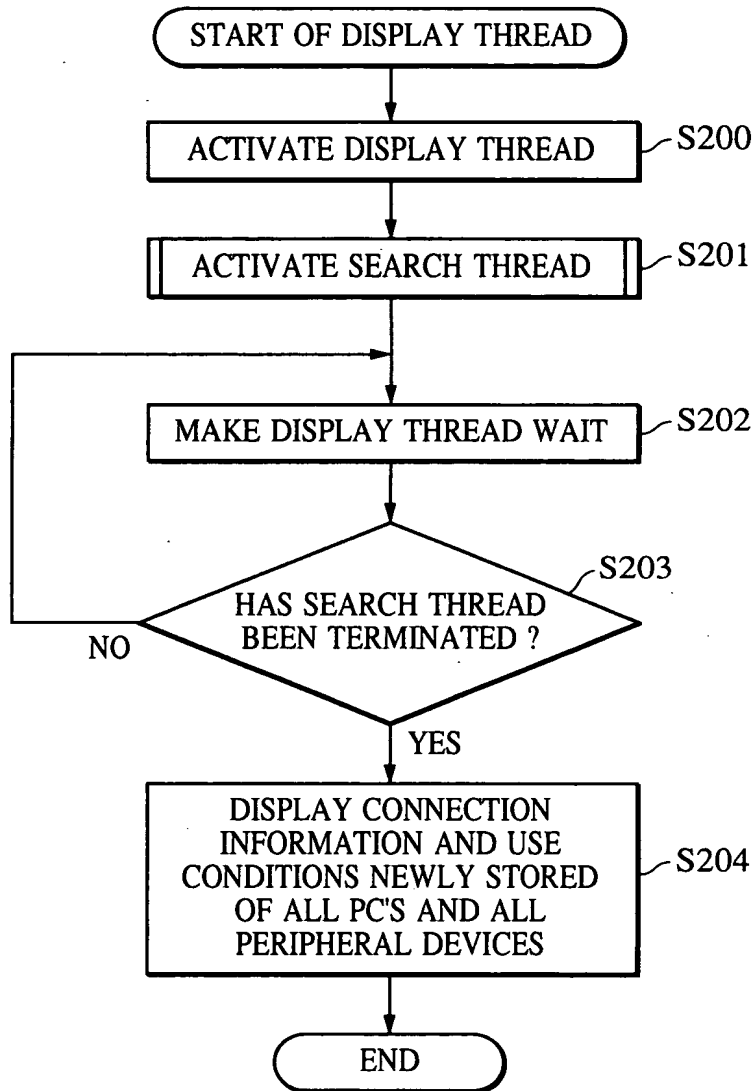 START OF DISPLAY THREAD
ACTIVATE DISPLAY THREAD
S200
ACTIVATE SEARCH THREAD
S201
MAKE DISPLAY THREAD WAIT
S202
S203
HAS SEARCH THREAD
BEEN TERMINATED ?
NO
YES
DISPLAY CONNECTION
INFORMATION AND USE
CONDITIONS NEWLY STORED
OF ALL PC'S AND ALL
PERIPHERAL DEVICES
S204
END